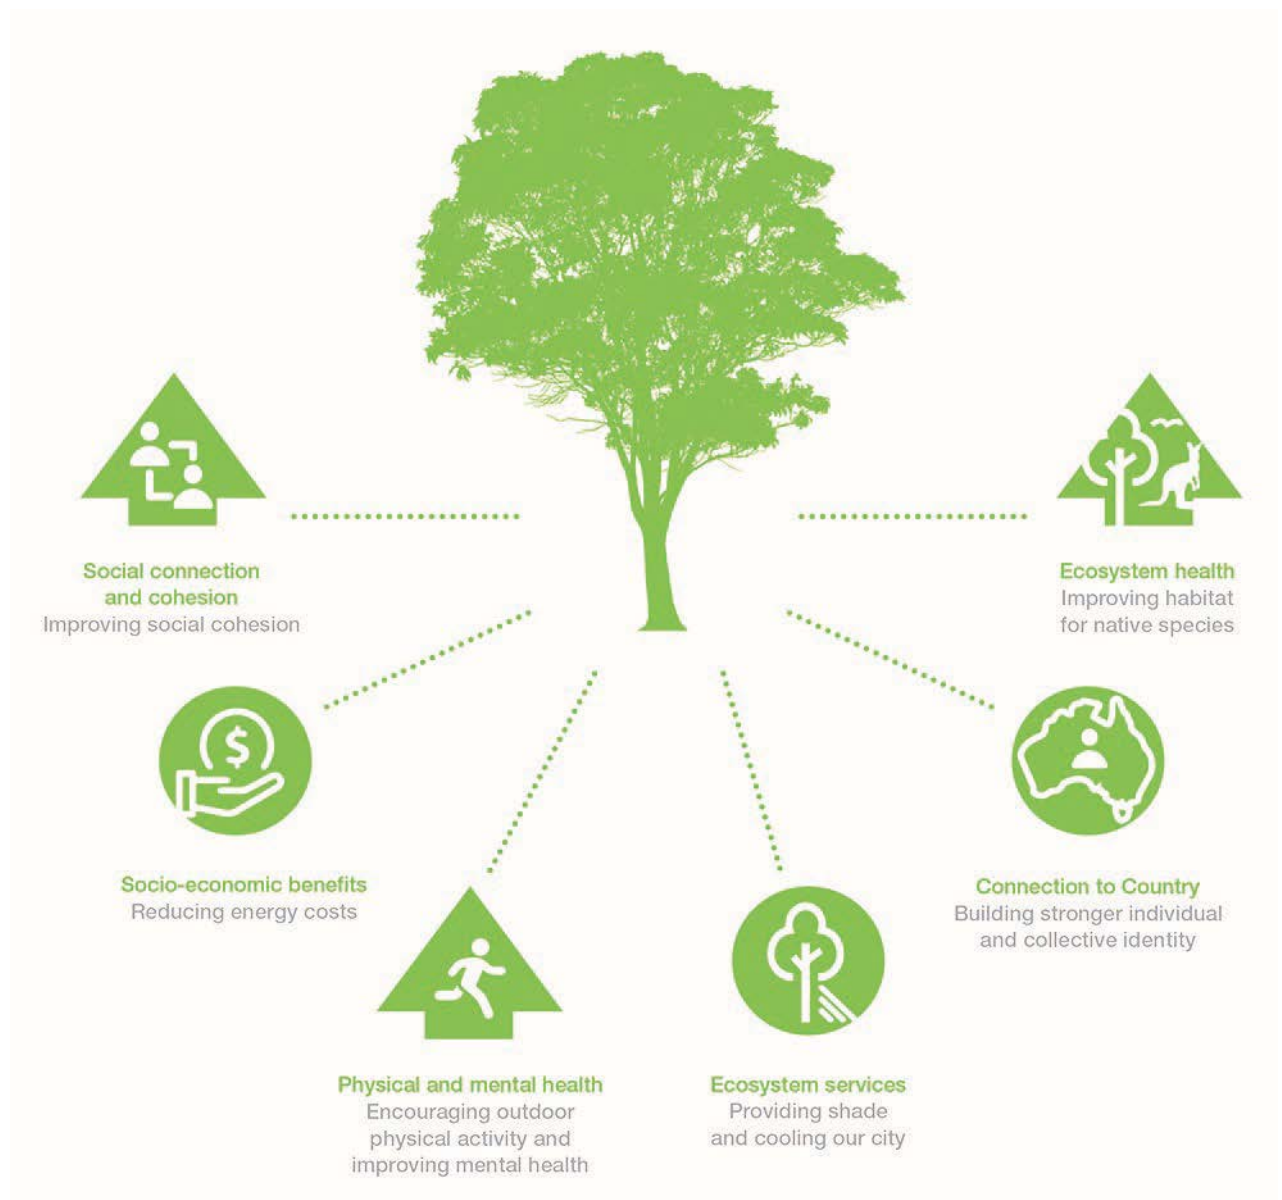 Social connection
and cohesion
Improving social cohesion
Ecosystem health
Improving habitat
for native species
$
Socio-economic benefits
Reducing energy costs
Connection to Country
Building stronger individual
and collective identity
Physical and mental health
Encouraging outdoor
physical activity and
improving mental health
Ecosystem services
Providing shade
and cooling our city